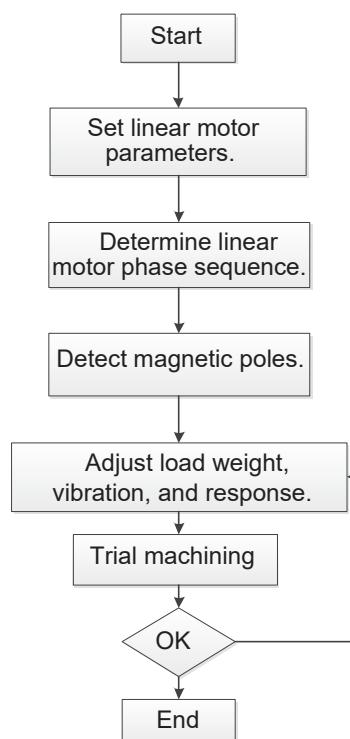 Start
Set linear motor
parameters.
Determine linear
motor phase sequence.
Detect magnetic poles.
Adjust load weight,
vibration, and response.
Trial machining
OK
End